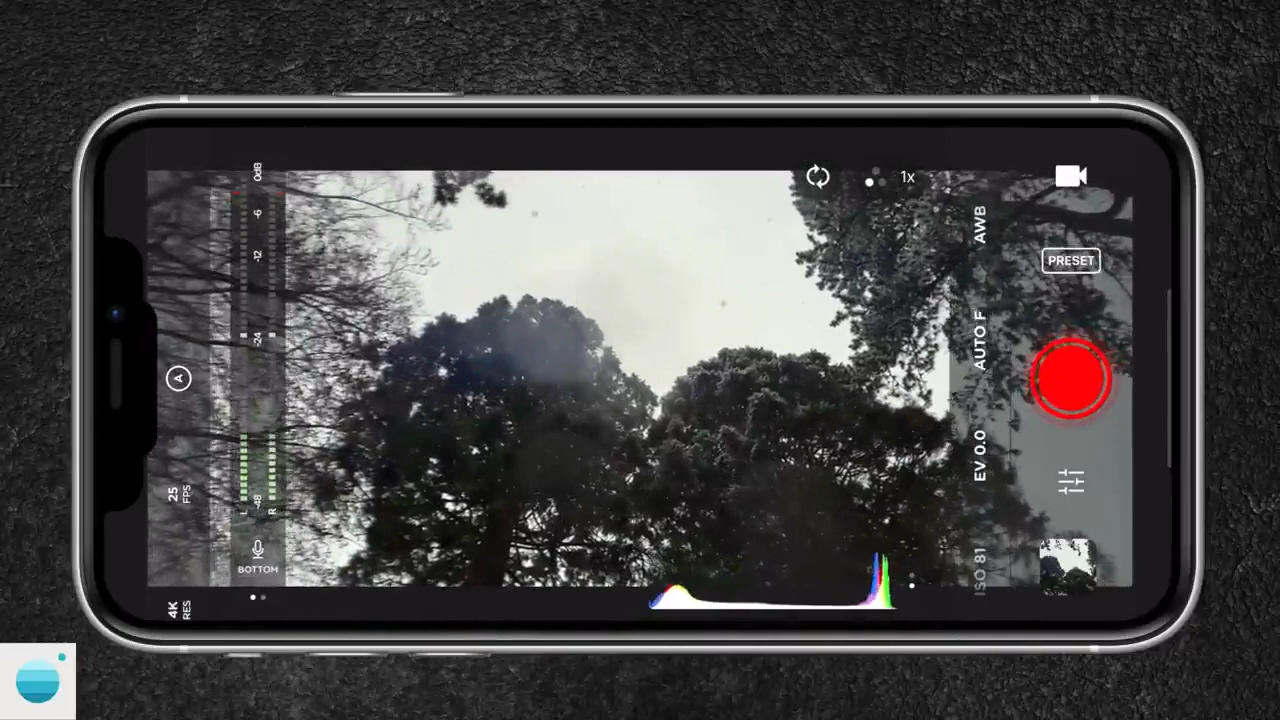 1x
PRESET
AWB
AUTO F
EV 0.0
ISO 81
A
25
FPS
4K
RES
0dB
-6
-12
-24
-48
L
R
BOTTOM